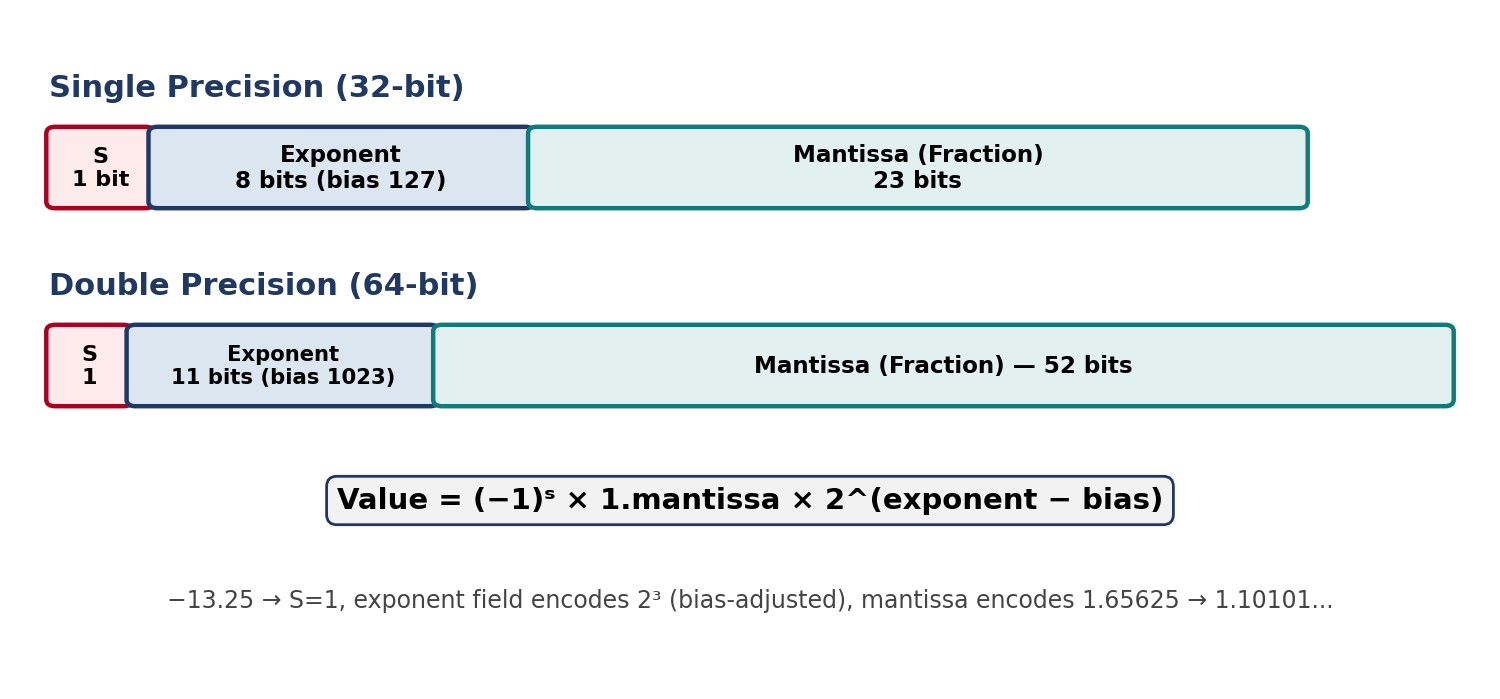 Single Precision (32-bit)
S
1 bit
Exponent
8 bits (bias 127)
Mantissa (Fraction)
23 bits
Double Precision (64-bit)
S
1
Exponent
11 bits (bias 1023)
Mantissa (Fraction) — 52 bits
Value = (−1)ˢ × 1.mantissa × 2^(exponent − bias)
−13.25 → S=1, exponent field encodes 2³ (bias-adjusted), mantissa encodes 1.65625 → 1.10101...